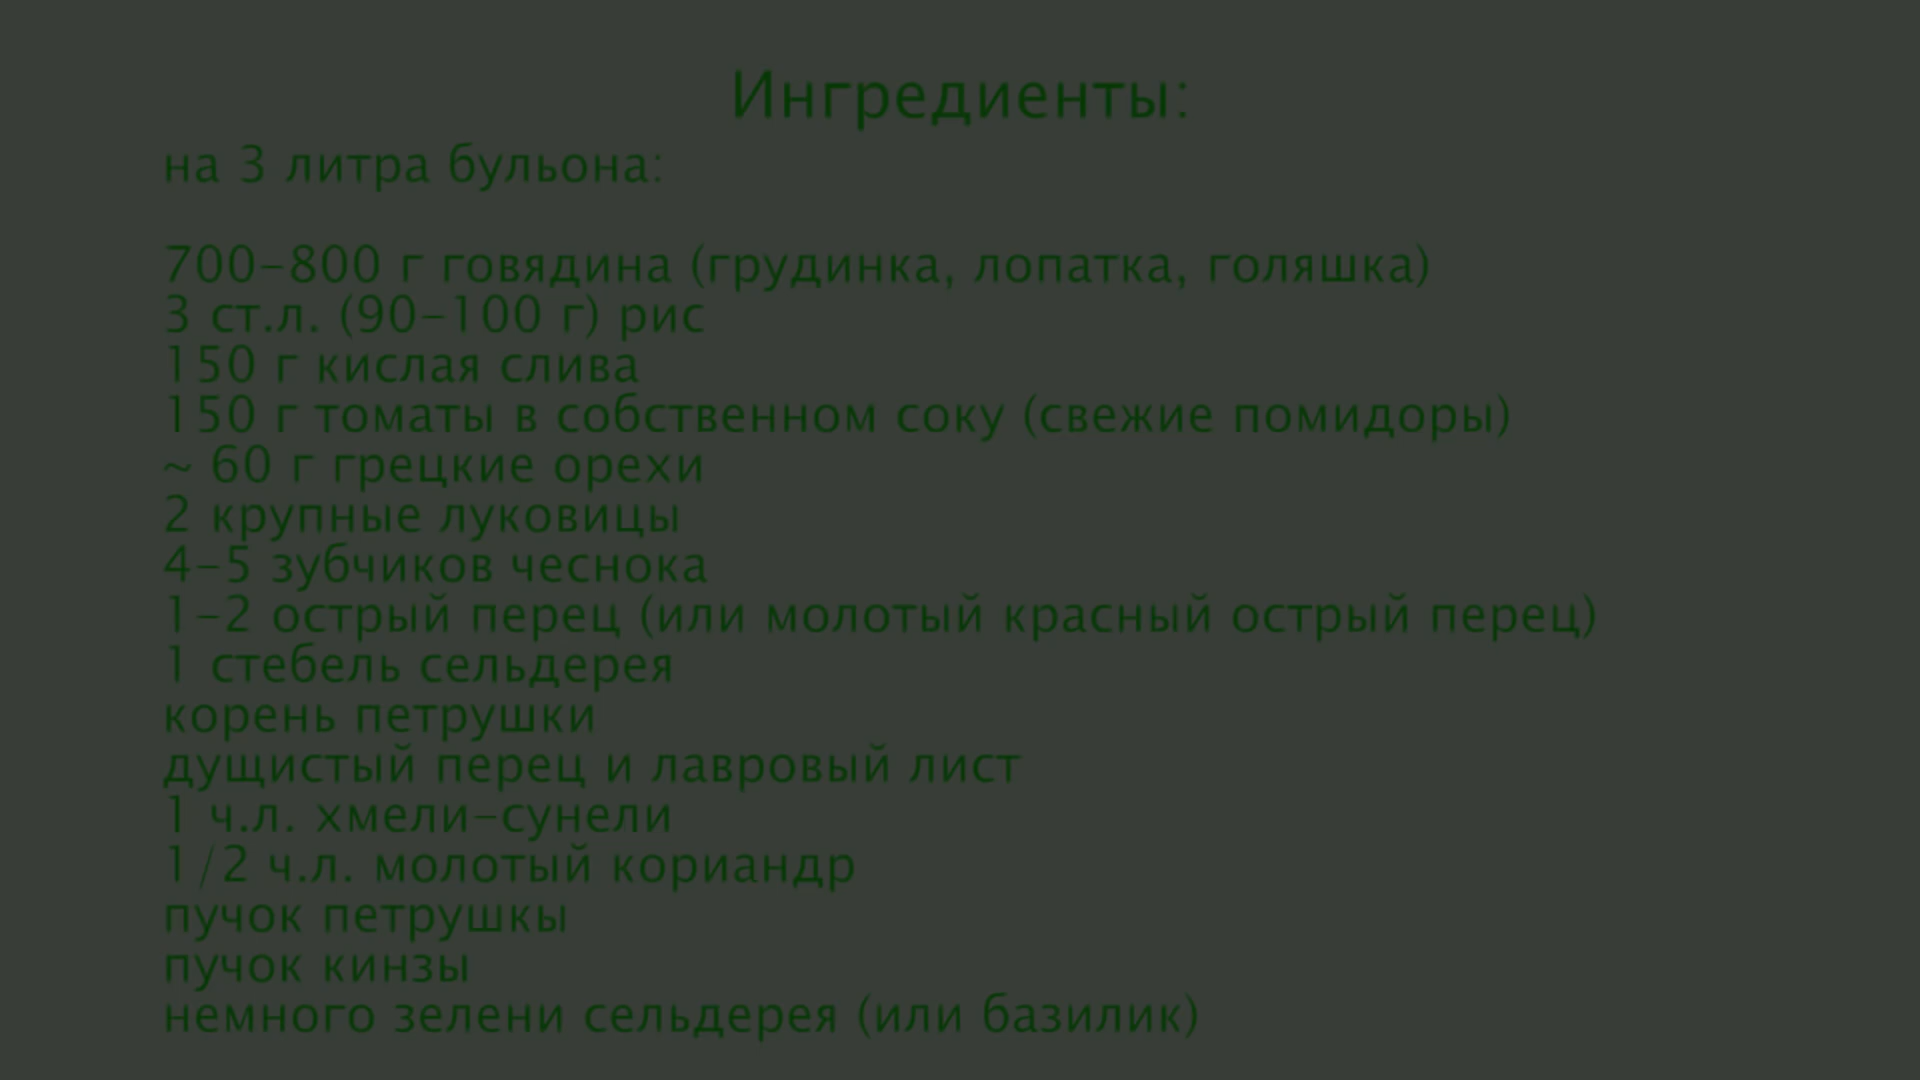 Ингредиенты:
на 3 литра бульона:
700-800 г говядина (грудинка, лопатка, голяшка)
3 ст.л. (90-100 г) рис
150 г кислая слива
150 г томаты в собственном соку (свежие помидоры)
~ 60 г грецкие орехи
2 крупные луковицы
4-5 зубчиков чеснока
1-2 острый перец (или молотый красный острый перец)
1 стебель сельдерея
корень петрушки
душистый перец и лавровый лист
1 ч.л. хмели-сунели
1/2 ч.л. молотый кориандр
пучок петрушкы
пучок кинзы
немного зелени сельдерея (или базилик)